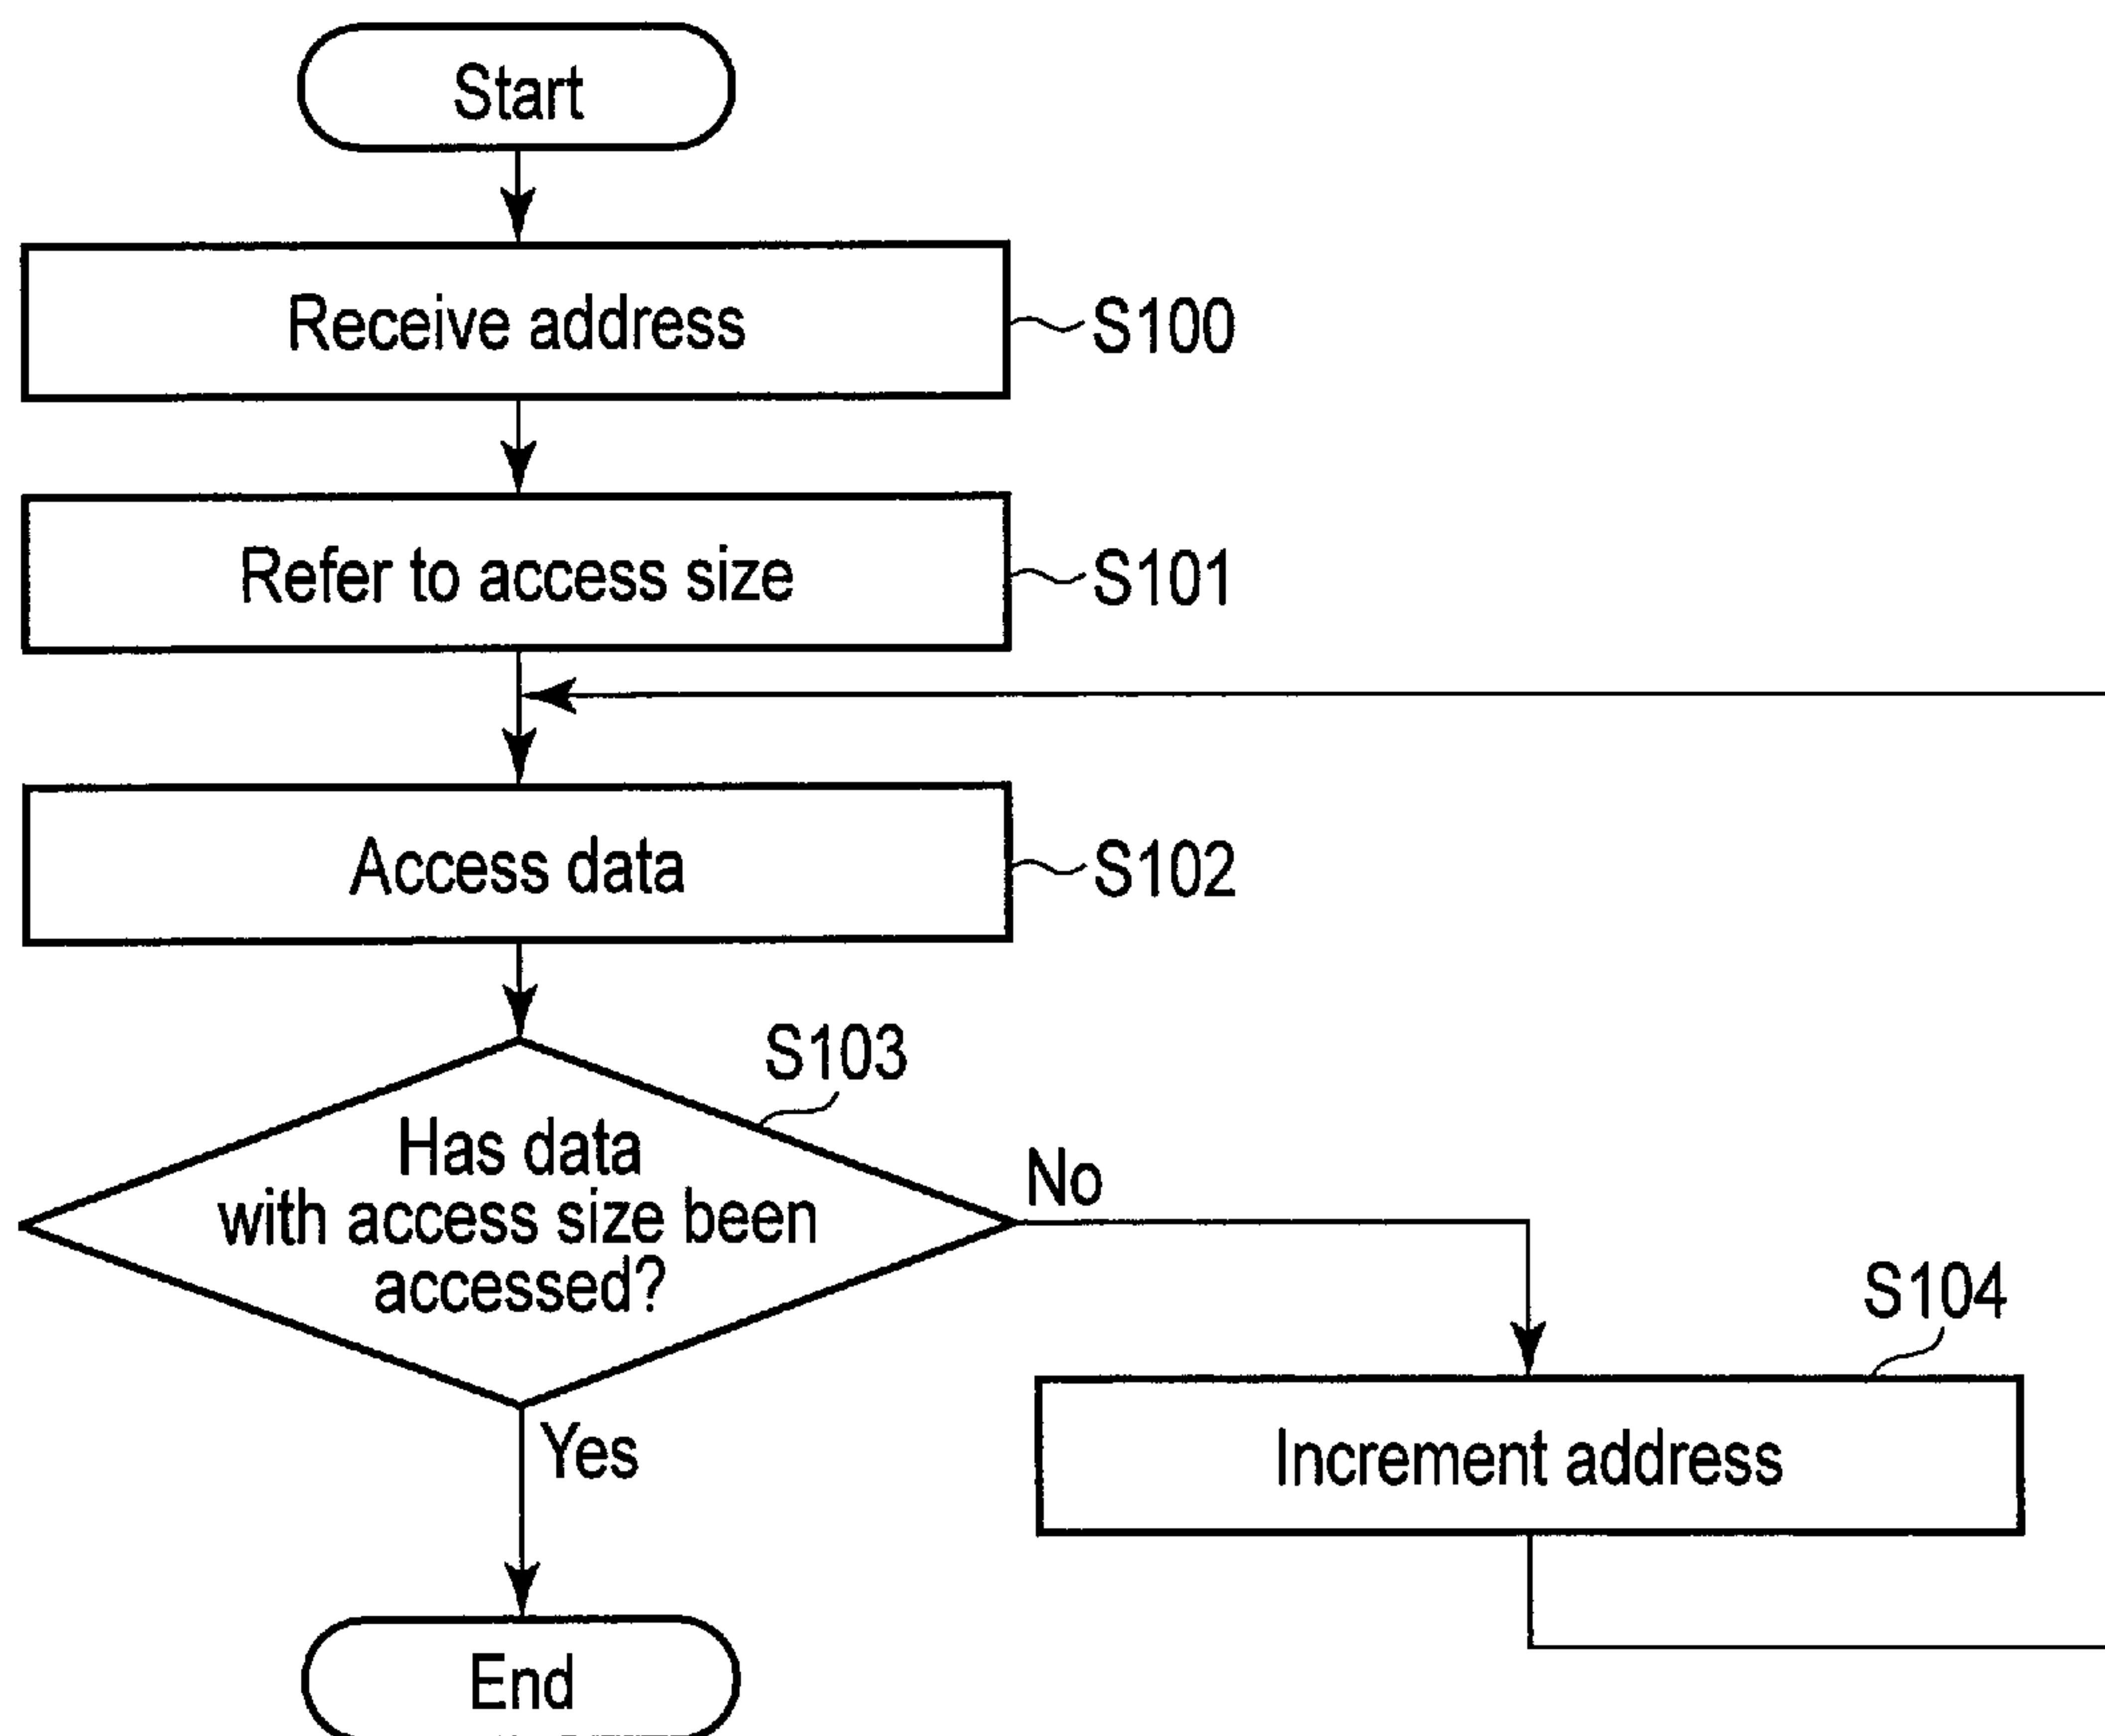 Start
Receive address
S100
Refer to access size
S101
Access data
S102
S103
Has data
with access size been
accessed?
No
Yes
S104
Increment address
End